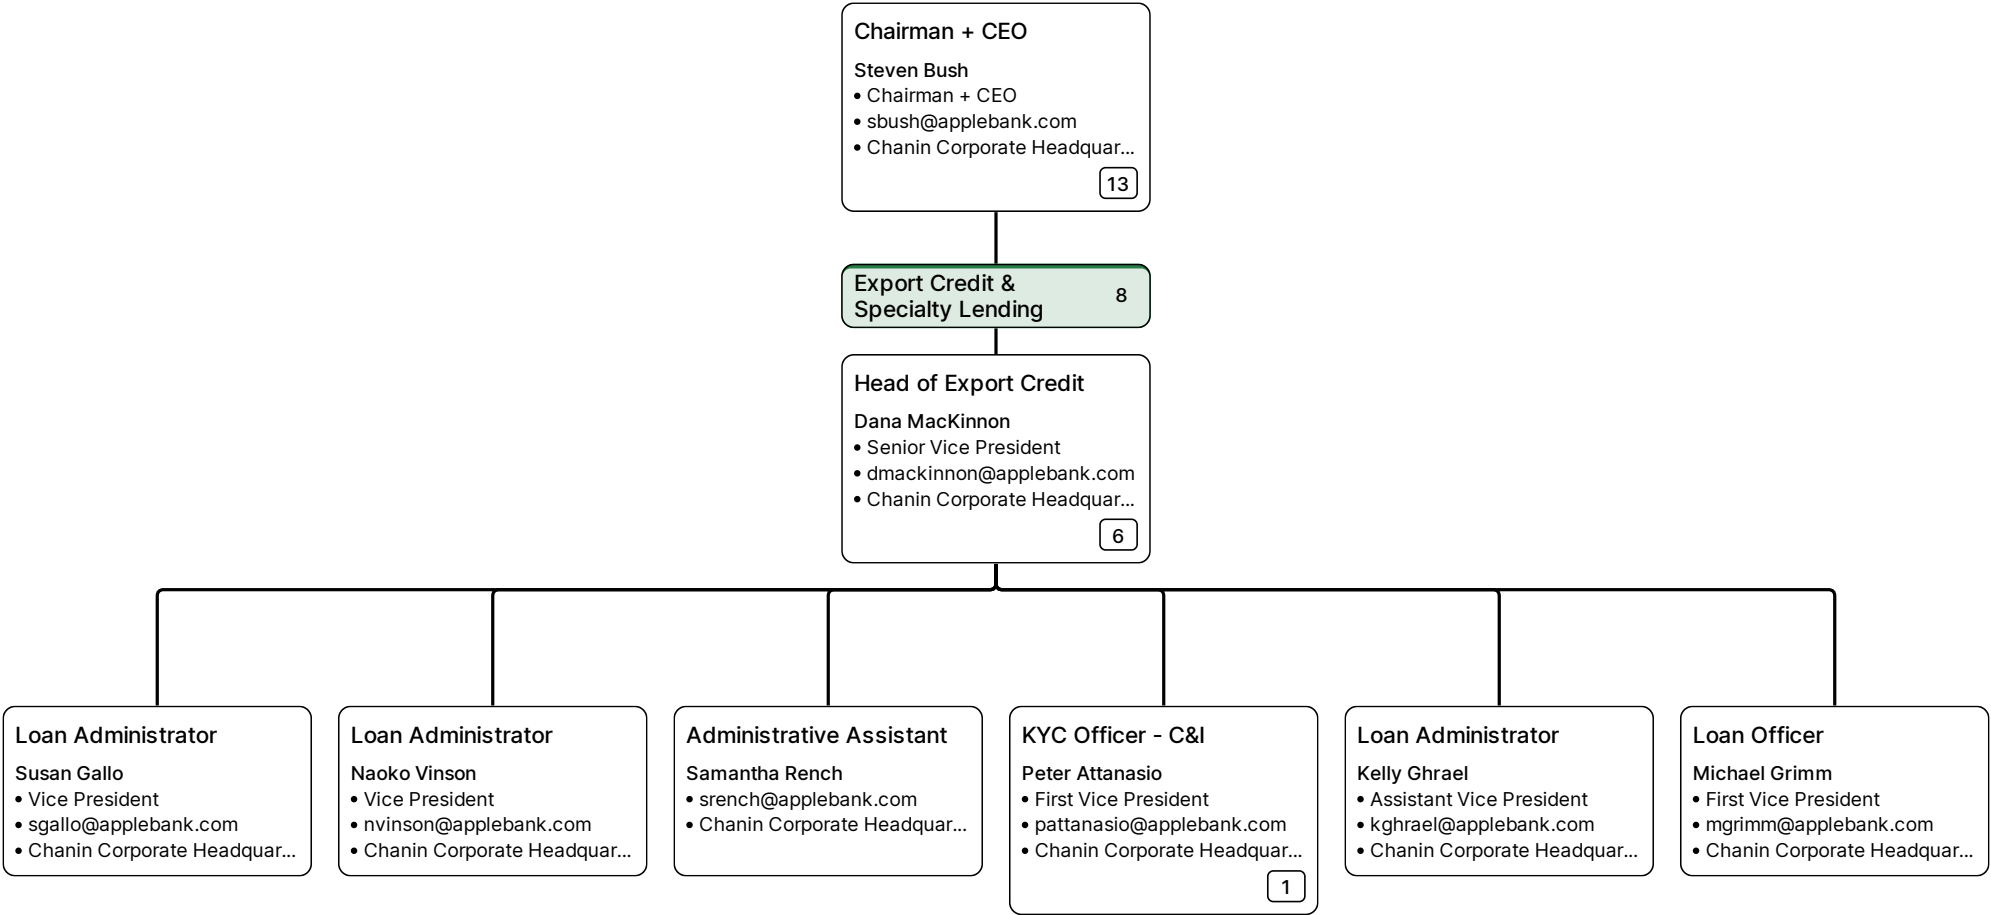 Chairman + CEO
Steven Bush
• Chairman + CEO
• sbush@applebank.com
• Chanin Corporate Headquar...
13
Export Credit &
Specialty Lending
8
Head of Export Credit
Dana MacKinnon
• Senior Vice President
• dmackinnon@applebank.com
• Chanin Corporate Headquar...
6
Loan Administrator
Susan Gallo
• Vice President
• sgallo@applebank.com
• Chanin Corporate Headquar...
Loan Administrator
Naoko Vinson
• Vice President
• nvinson@applebank.com
• Chanin Corporate Headquar...
Administrative Assistant
Samantha Rench
• srench@applebank.com
• Chanin Corporate Headquar...
KYC Officer - C&I
Peter Attanasio
• First Vice President
• pattanasio@applebank.com
• Chanin Corporate Headquar...
1
Loan Administrator
Kelly Ghrael
• Assistant Vice President
• kghrael@applebank.com
• Chanin Corporate Headquar...
Loan Officer
Michael Grimm
• First Vice President
• mgrimm@applebank.com
• Chanin Corporate Headquar...